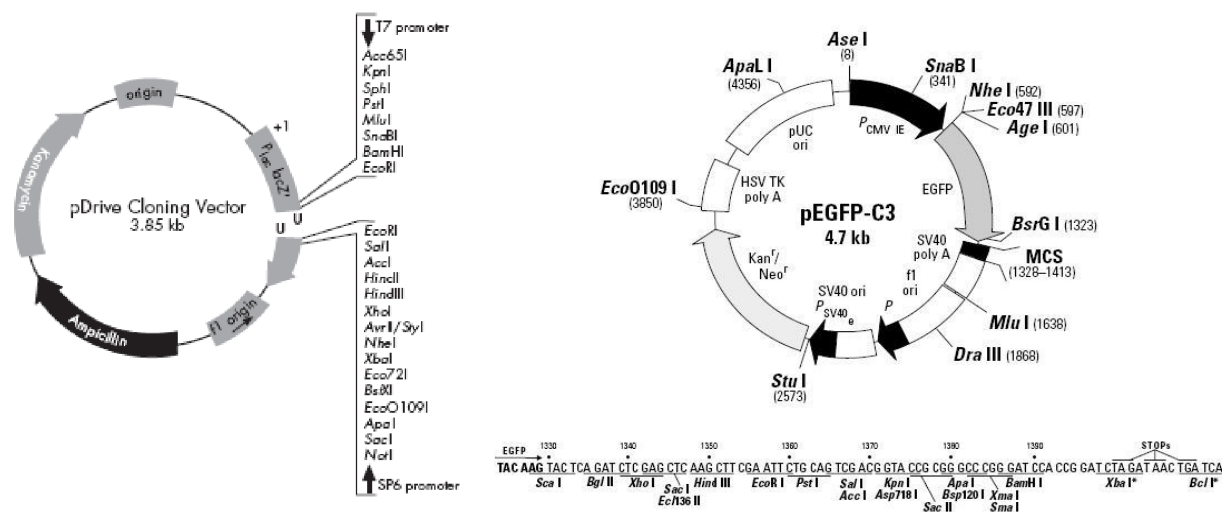 T7 promoter
Acc65I
KpnI
SphI
PstI
MluI
SnaBI
BamHI
EcoRI
origin
+1
Plac lacZ'
Kanamycin
pDrive Cloning Vector
3.85 kb
U
U
EcoRI
SalI
AccI
HincII
HindIII
XhoI
AvrII/StyI
NheI
XbaI
Eco72I
BstXI
EcoO109I
ApaI
SacI
NotI
SP6 promoter
Ampicillin
f1 origin
Ase I
(8)
ApaL I
(4356)
SnaB I
(341)
Nhe I (592)
Eco47 III (597)
Age I (601)
PCMV IE
pUC
ori
HSV TK
poly A
EcoO109 I
(3850)
EGFP
pEGFP-C3
4.7 kb
BsrG I (1323)
SV40
poly A
MCS
(1328–1413)
Kanr/
Neor
f1
ori
SV40 ori
P
PSV40e
Mlu I (1638)
Dra III (1868)
Stu I
(2573)
EGFP 1330 1340 1350 1360 1370 1380 1390 STOPs
TAC AAG TAC TCA GAT CTC GAG CTC AAG CTT CGA ATT CTG CAG TCG ACG GTA CCG CGG GCC CGG GAT CCA CCG GAT CTA GAT AAC TGA TCA
Sca I Bgl II Xho I Sac I Hind III EcoR I Pst I Sal I Kpn I Apa I BamH I Xba I* Bcl I*
Ecl136 II Acc I Asp718 I Bsp120 I Xma I
Sac II Sma I